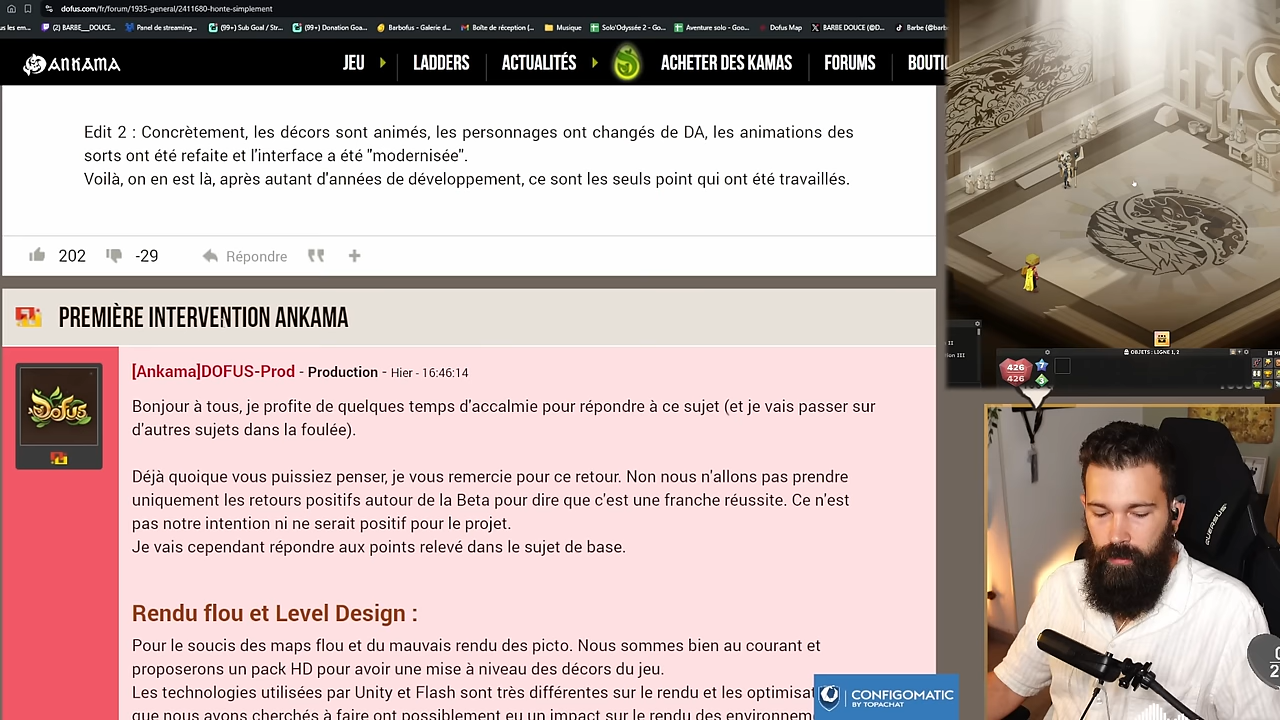 dofus.com/fr/forum/1935-general/2411680-honte-simplement
(2) BARBE__DOUCE...
Panel de streaming...
(99+) Sub Goal / Str...
(99+) Donation Goa...
Barbofus - Galerie d...
Boîte de réception (...
Musique
Solo'Odyssée 2 - Go...
Aventure solo - Goo...
Dofus Map
BARBE DOUCE (@D...
Barbe (@barb
ANKAMA
JEU
LADDERS
ACTUALITÉS
ACHETER DES KAMAS
FORUMS
BOUTI
Edit 2 : Concrètement, les décors sont animés, les personnages ont changés de DA, les animations des
sorts ont été refaite et l'interface a été "modernisée".
Voilà, on en est là, après autant d'années de développement, ce sont les seuls point qui ont été travaillés.
202
-29
Répondre
PREMIÈRE INTERVENTION ANKAMA
[Ankama]DOFUS-Prod - Production - Hier - 16:46:14
DOFUS
Bonjour à tous, je profite de quelques temps d'accalmie pour répondre à ce sujet (et je vais passer sur
d'autres sujets dans la foulée).
Déjà quoique vous puissiez penser, je vous remercie pour ce retour. Non nous n'allons pas prendre
uniquement les retours positifs autour de la Beta pour dire que c'est une franche réussite. Ce n'est
pas notre intention ni ne serait positif pour le projet.
Je vais cependant répondre aux points relevé dans le sujet de base.
Rendu flou et Level Design :
Pour le soucis des maps flou et du mauvais rendu des picto. Nous sommes bien au courant et
proposerons un pack HD pour avoir une mise à niveau des décors du jeu.
Les technologies utilisées par Unity et Flash sont très différentes sur le rendu et les optimisat
que nous avons cherchés à faire ont possiblement eu un impact sur le rendu des environnem
OBJETS : LIGNE 1, 2
426
426
7
3
QUERSUS
CONFIGOMATIC
BY TOPACHAT